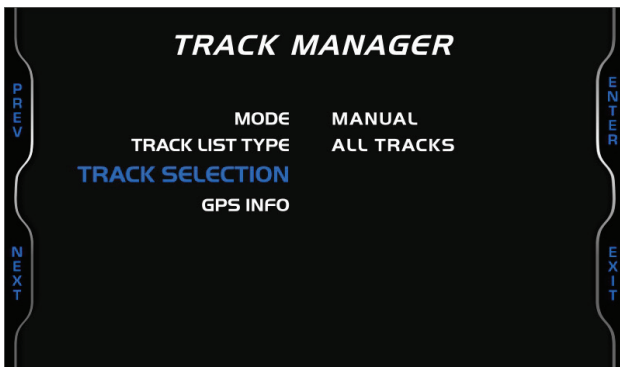 TRACK MANAGER
PREV
ENTER
MODE MANUAL
TRACK LIST TYPE ALL TRACKS
TRACK SELECTION
GPS INFO
NEXT
EXIT